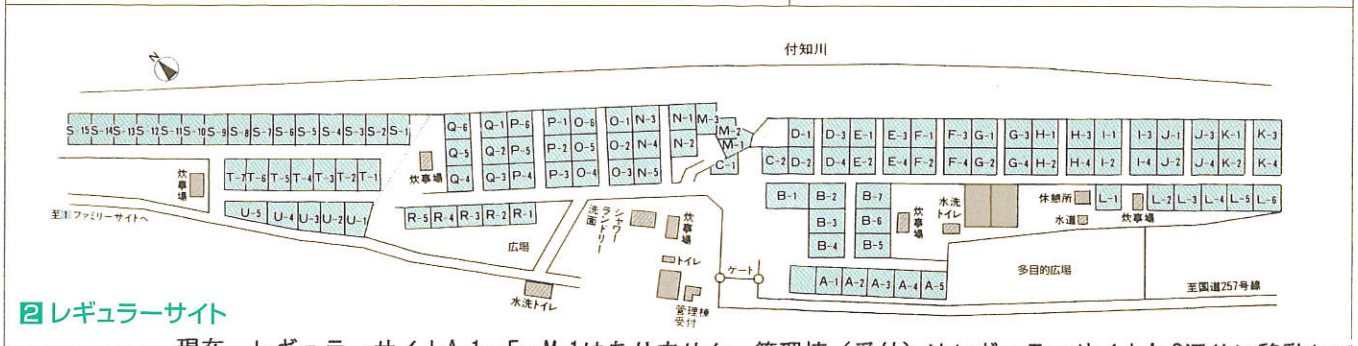 付知川
N
S-15 S-14 S-13 S-12 S-11 S-10 S-9 S-8 S-7 S-6 S-5 S-4 S-3 S-2 S-1
Q-6 Q-1 P-6 P-1 O-6 O-1 N-3 N-1 M-3
Q-5 Q-2 P-5 P-2 O-5 O-2 N-4 N-2 M-2
Q-4 Q-3 P-4 P-3 O-4 O-3 N-5 M-1
C-1
D-1 D-3 E-1 E-3 F-1 F-3 G-1 G-3 H-1 H-3 I-1 I-3 J-1 J-3 K-1 K-3
C-2 D-2 D-4 E-2 E-4 F-2 F-4 G-2 G-4 H-2 H-4 I-2 I-4 J-2 J-4 K-2 K-4
炊事場
炊事場
T-7 T-6 T-5 T-4 T-3 T-2 T-1
U-5 U-4 U-3 U-2 U-1
R-5 R-4 R-3 R-2 R-1
至1ファミリーサイトへ
広場
シャワー
ランドリー
洗面
炊事場
トイレ
管理棟
受付
水洗トイレ
ゲート
B-1 B-2 B-7
B-3 B-6
B-4 B-5
炊事場
水洗
トイレ
休憩所
水道
L-1
炊事場
L-2 L-3 L-4 L-5 L-6
A-1 A-2 A-3 A-4 A-5
多目的広場
至国道257号線
2 レギュラーサイト